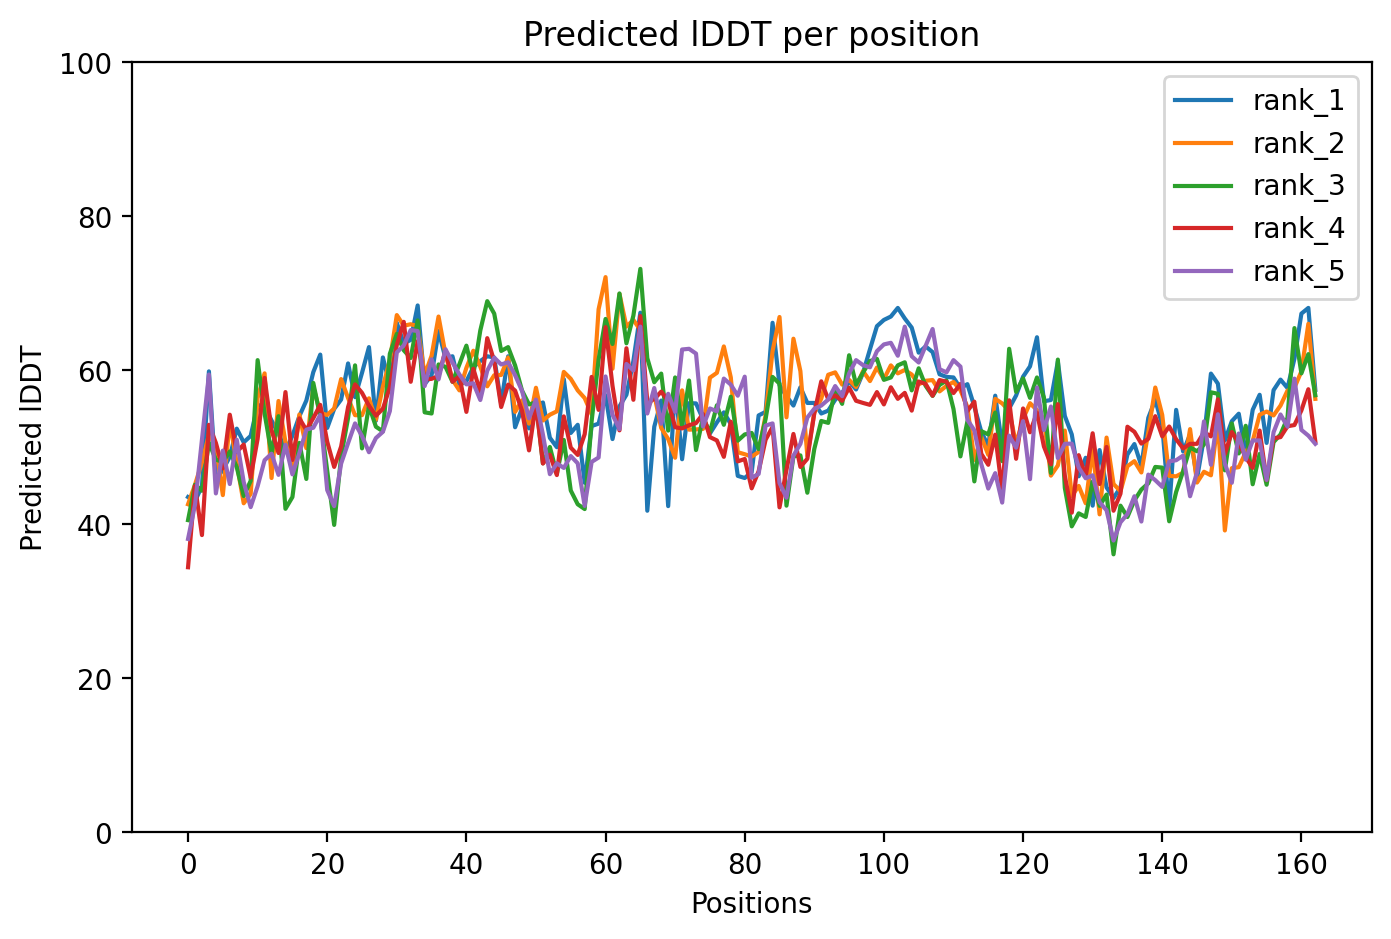 Predicted lDDT per position
100
80
60
40
20
0
Predicted lDDT
0 20 40 60 80 100 120 140 160
Positions
rank_1
rank_2
rank_3
rank_4
rank_5